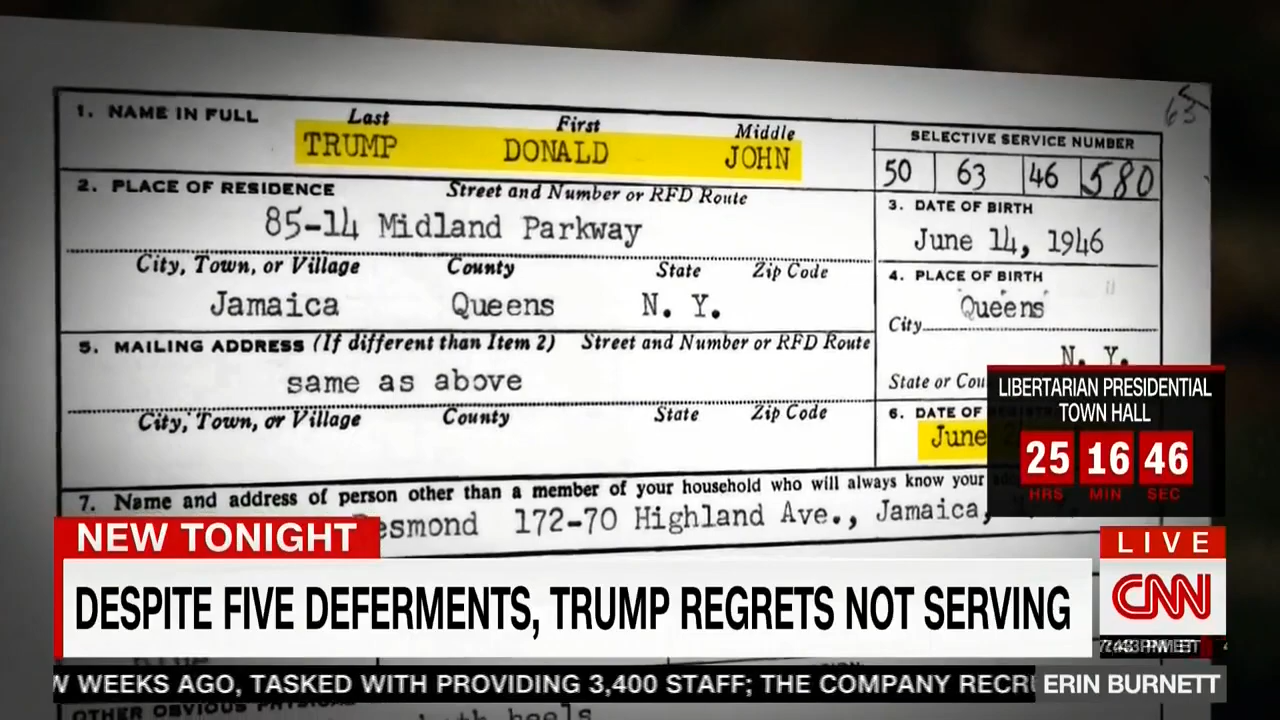 63
1. NAME IN FULL Last First Middle
TRUMP DONALD JOHN
SELECTIVE SERVICE NUMBER
50 63 46 580
2. PLACE OF RESIDENCE Street and Number or RFD Route
85-14 Midland Parkway
City, Town, or Village County State Zip Code
Jamaica Queens N. Y.
3. DATE OF BIRTH
June 14, 1946
4. PLACE OF BIRTH
Queens
City
N. Y.
State or Cou
5. MAILING ADDRESS (If different than Item 2) Street and Number or RFD Route
same as above
City, Town, or Village County State Zip Code
6. DATE OF
June
7. Name and address of person other than a member of your household who will always know your
esmond 172-70 Highland Ave., Jamaica,
LIBERTARIAN PRESIDENTIAL
TOWN HALL
25 16 46
HRS MIN SEC
NEW TONIGHT
DESPITE FIVE DEFERMENTS, TRUMP REGRETS NOT SERVING
LIVE
CNN
W WEEKS AGO, TASKED WITH PROVIDING 3,400 STAFF; THE COMPANY RECRU
ERIN BURNETT
OTHER OBVIOUS
both heels